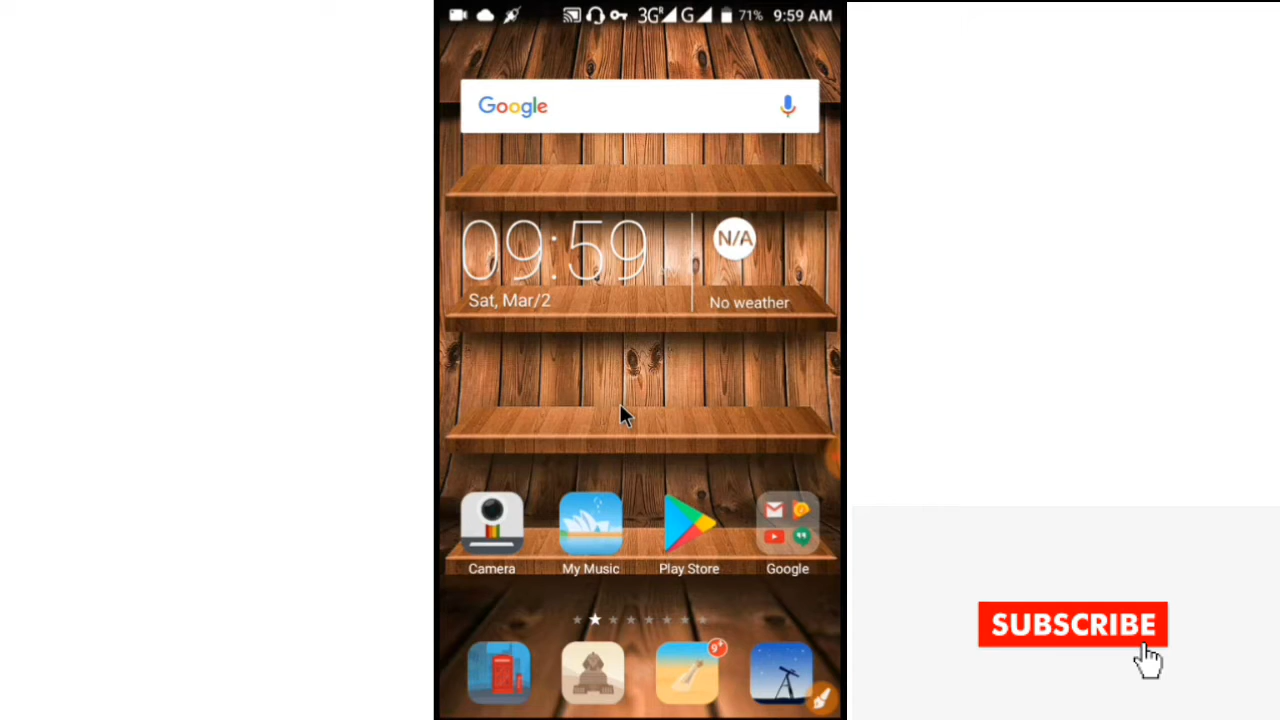 3G R G 71% 9:59 AM
Google
09:59
N/A
Sat, Mar/2
No weather
Camera
My Music
Play Store
Google
9+
SUBSCRIBE